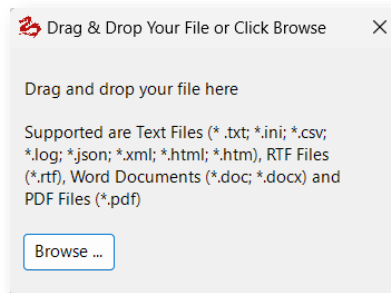 Drag & Drop Your File or Click Browse
Drag and drop your file here
Supported are Text Files (* .txt; *.ini; *.csv;
*.log; *.json; *.xml; *.html; *.htm), RTF Files
(*.rtf), Word Documents (*.doc; *.docx) and
PDF Files (*.pdf)
Browse ...